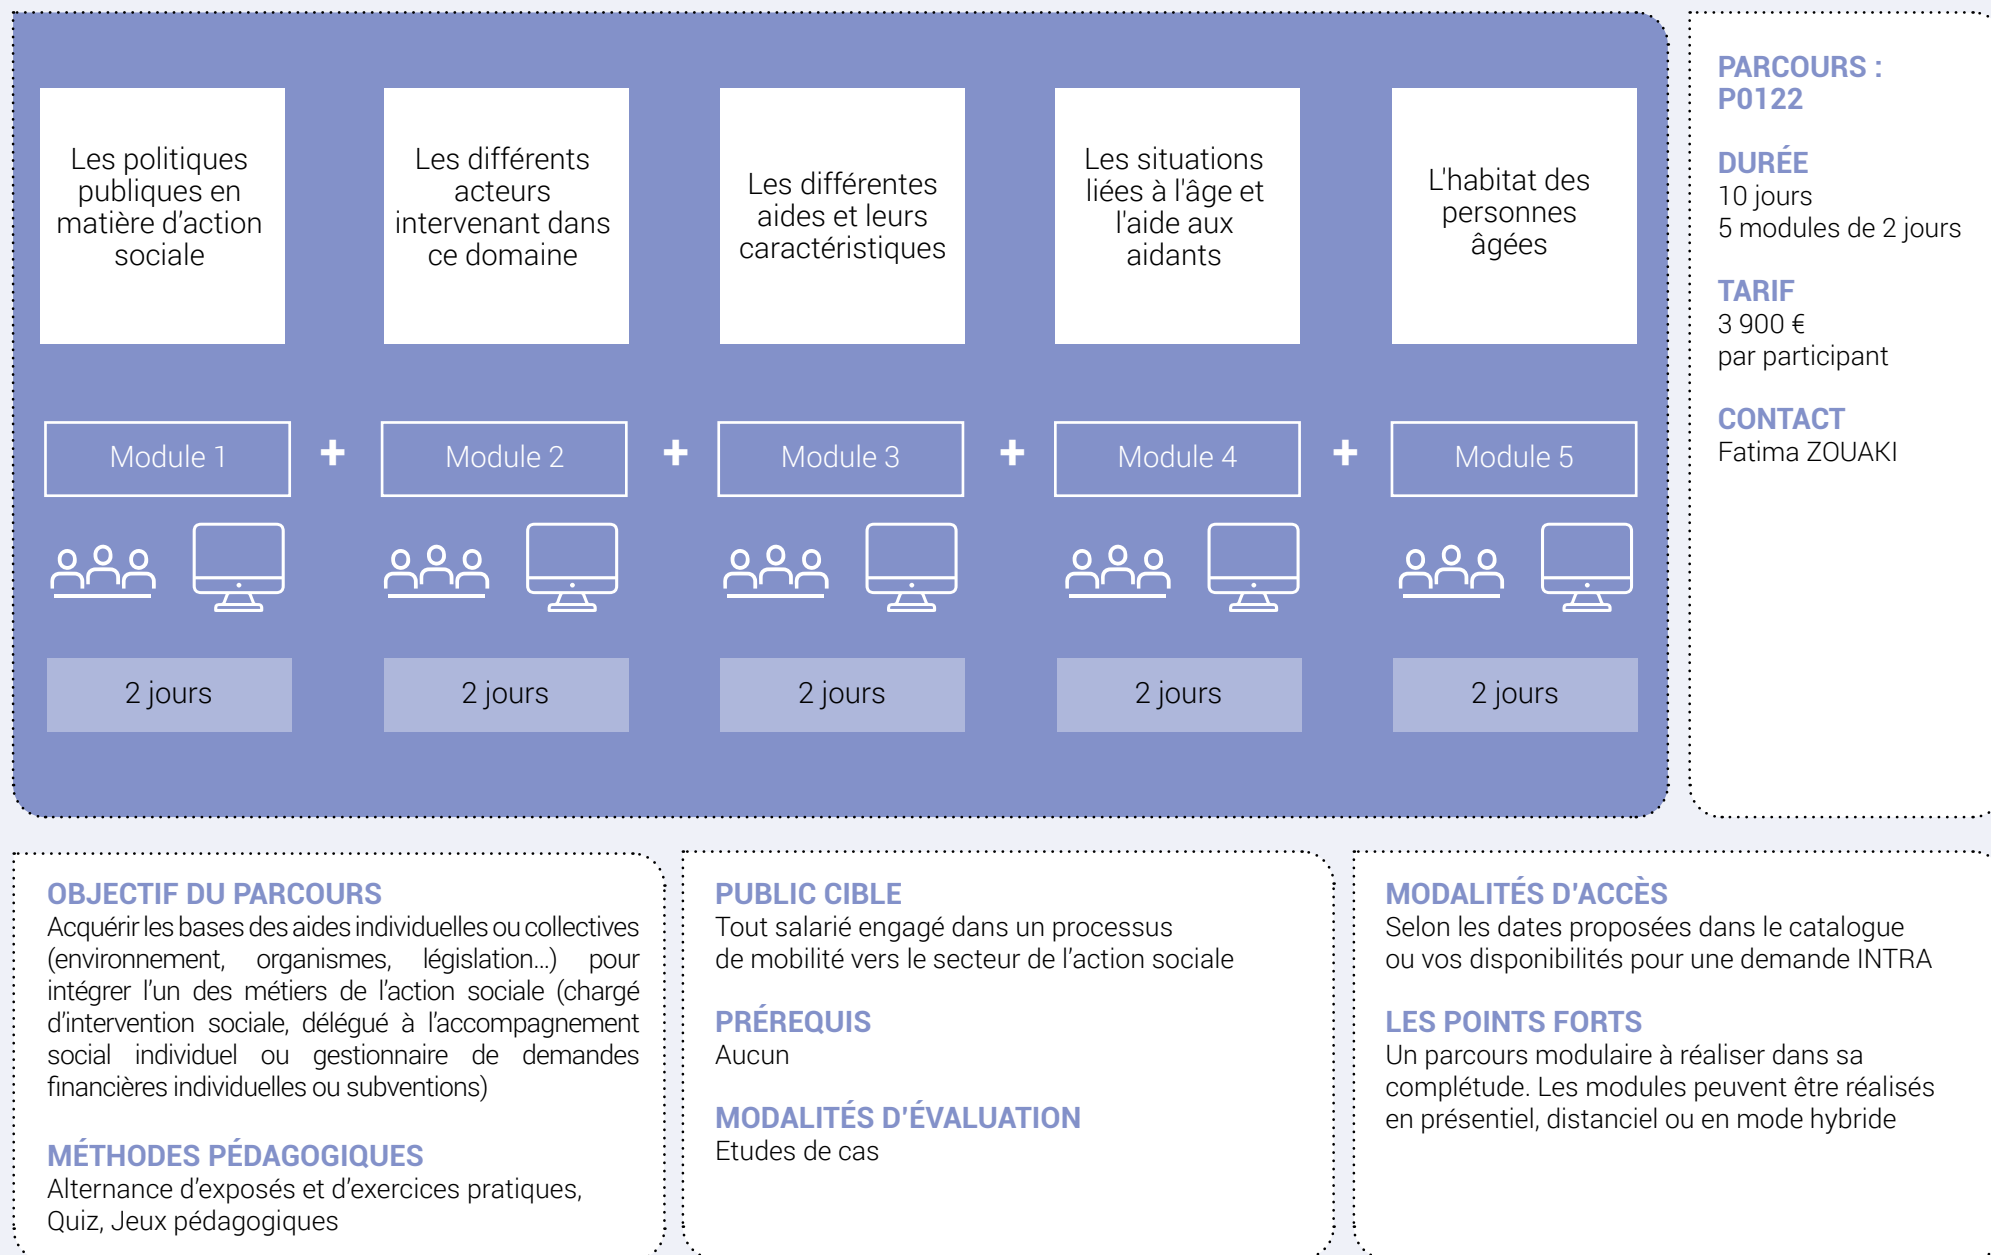 Les politiques
publiques en
matière d’action
sociale
Les différents
acteurs
intervenant dans
ce domaine
Les différentes
aides et leurs
caractéristiques
Les situations
liées à l'âge et
l'aide aux
aidants
L'habitat des
personnes
âgées
Module 1
+
Module 2
+
Module 3
+
Module 4
+
Module 5
2 jours
2 jours
2 jours
2 jours
2 jours
PARCOURS :
P0122
DURÉE
10 jours
5 modules de 2 jours
TARIF
3 900 €
par participant
CONTACT
Fatima ZOUAKI
OBJECTIF DU PARCOURS
Acquérir les bases des aides individuelles ou collectives
(environnement, organismes, législation...) pour
intégrer l’un des métiers de l’action sociale (chargé
d’intervention sociale, délégué à l’accompagnement
social individuel ou gestionnaire de demandes
financières individuelles ou subventions)
MÉTHODES PÉDAGOGIQUES
Alternance d’exposés et d’exercices pratiques,
Quiz, Jeux pédagogiques
PUBLIC CIBLE
Tout salarié engagé dans un processus
de mobilité vers le secteur de l’action sociale
PRÉREQUIS
Aucun
MODALITÉS D’ÉVALUATION
Etudes de cas
MODALITÉS D’ACCÈS
Selon les dates proposées dans le catalogue
ou vos disponibilités pour une demande INTRA
LES POINTS FORTS
Un parcours modulaire à réaliser dans sa
complétude. Les modules peuvent être réalisés
en présentiel, distanciel ou en mode hybride